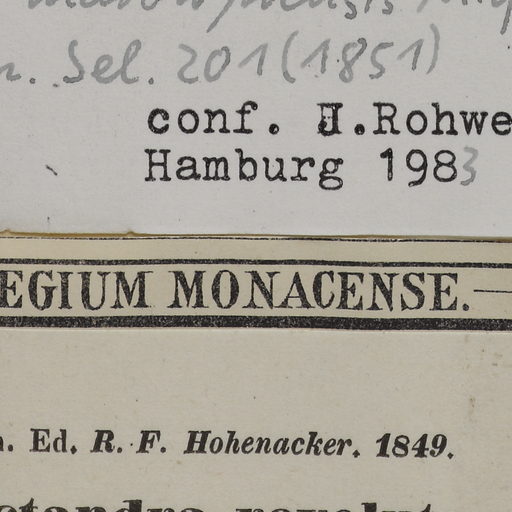 n. Sel. 201 (1851)
conf. H.Rohwe
Hamburg 1983
EGIUM MONACENSE.—
n. Ed. R. F. Hohenacker. 1849.